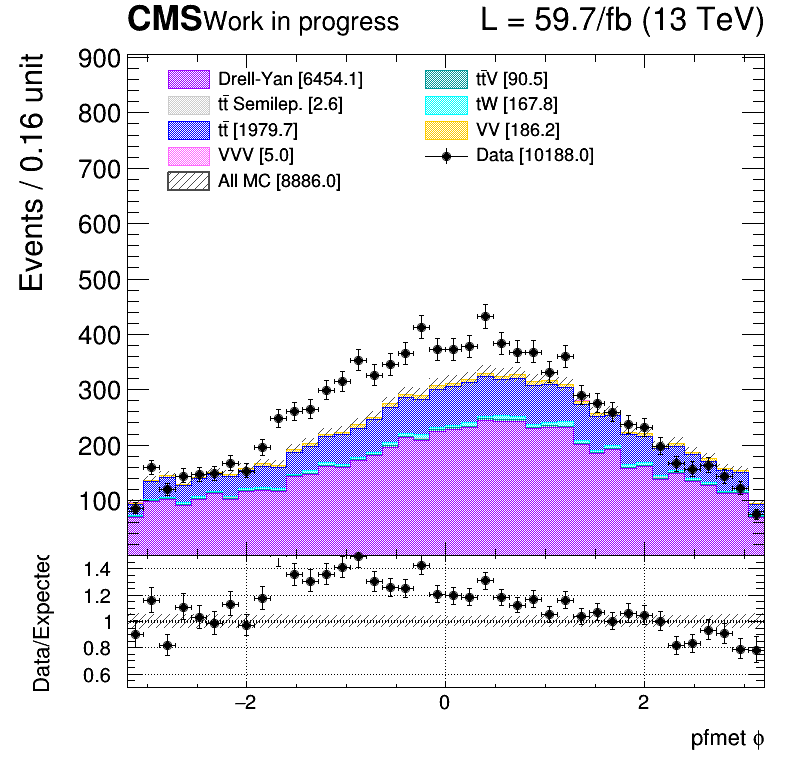 CMS Work in progress L = 59.7/fb (13 TeV)
Events / 0.16 unit
900
800
700
600
500
400
300
200
100
Drell-Yan [6454.1]
tt̄ Semilep. [2.6]
tt̄ [1979.7]
VVV [5.0]
All MC [8886.0]
tt̄V [90.5]
tW [167.8]
VV [186.2]
Data [10188.0]
Data/Expected
1.4
1.2
1
0.8
0.6
−2 0 2
pfmet ϕ